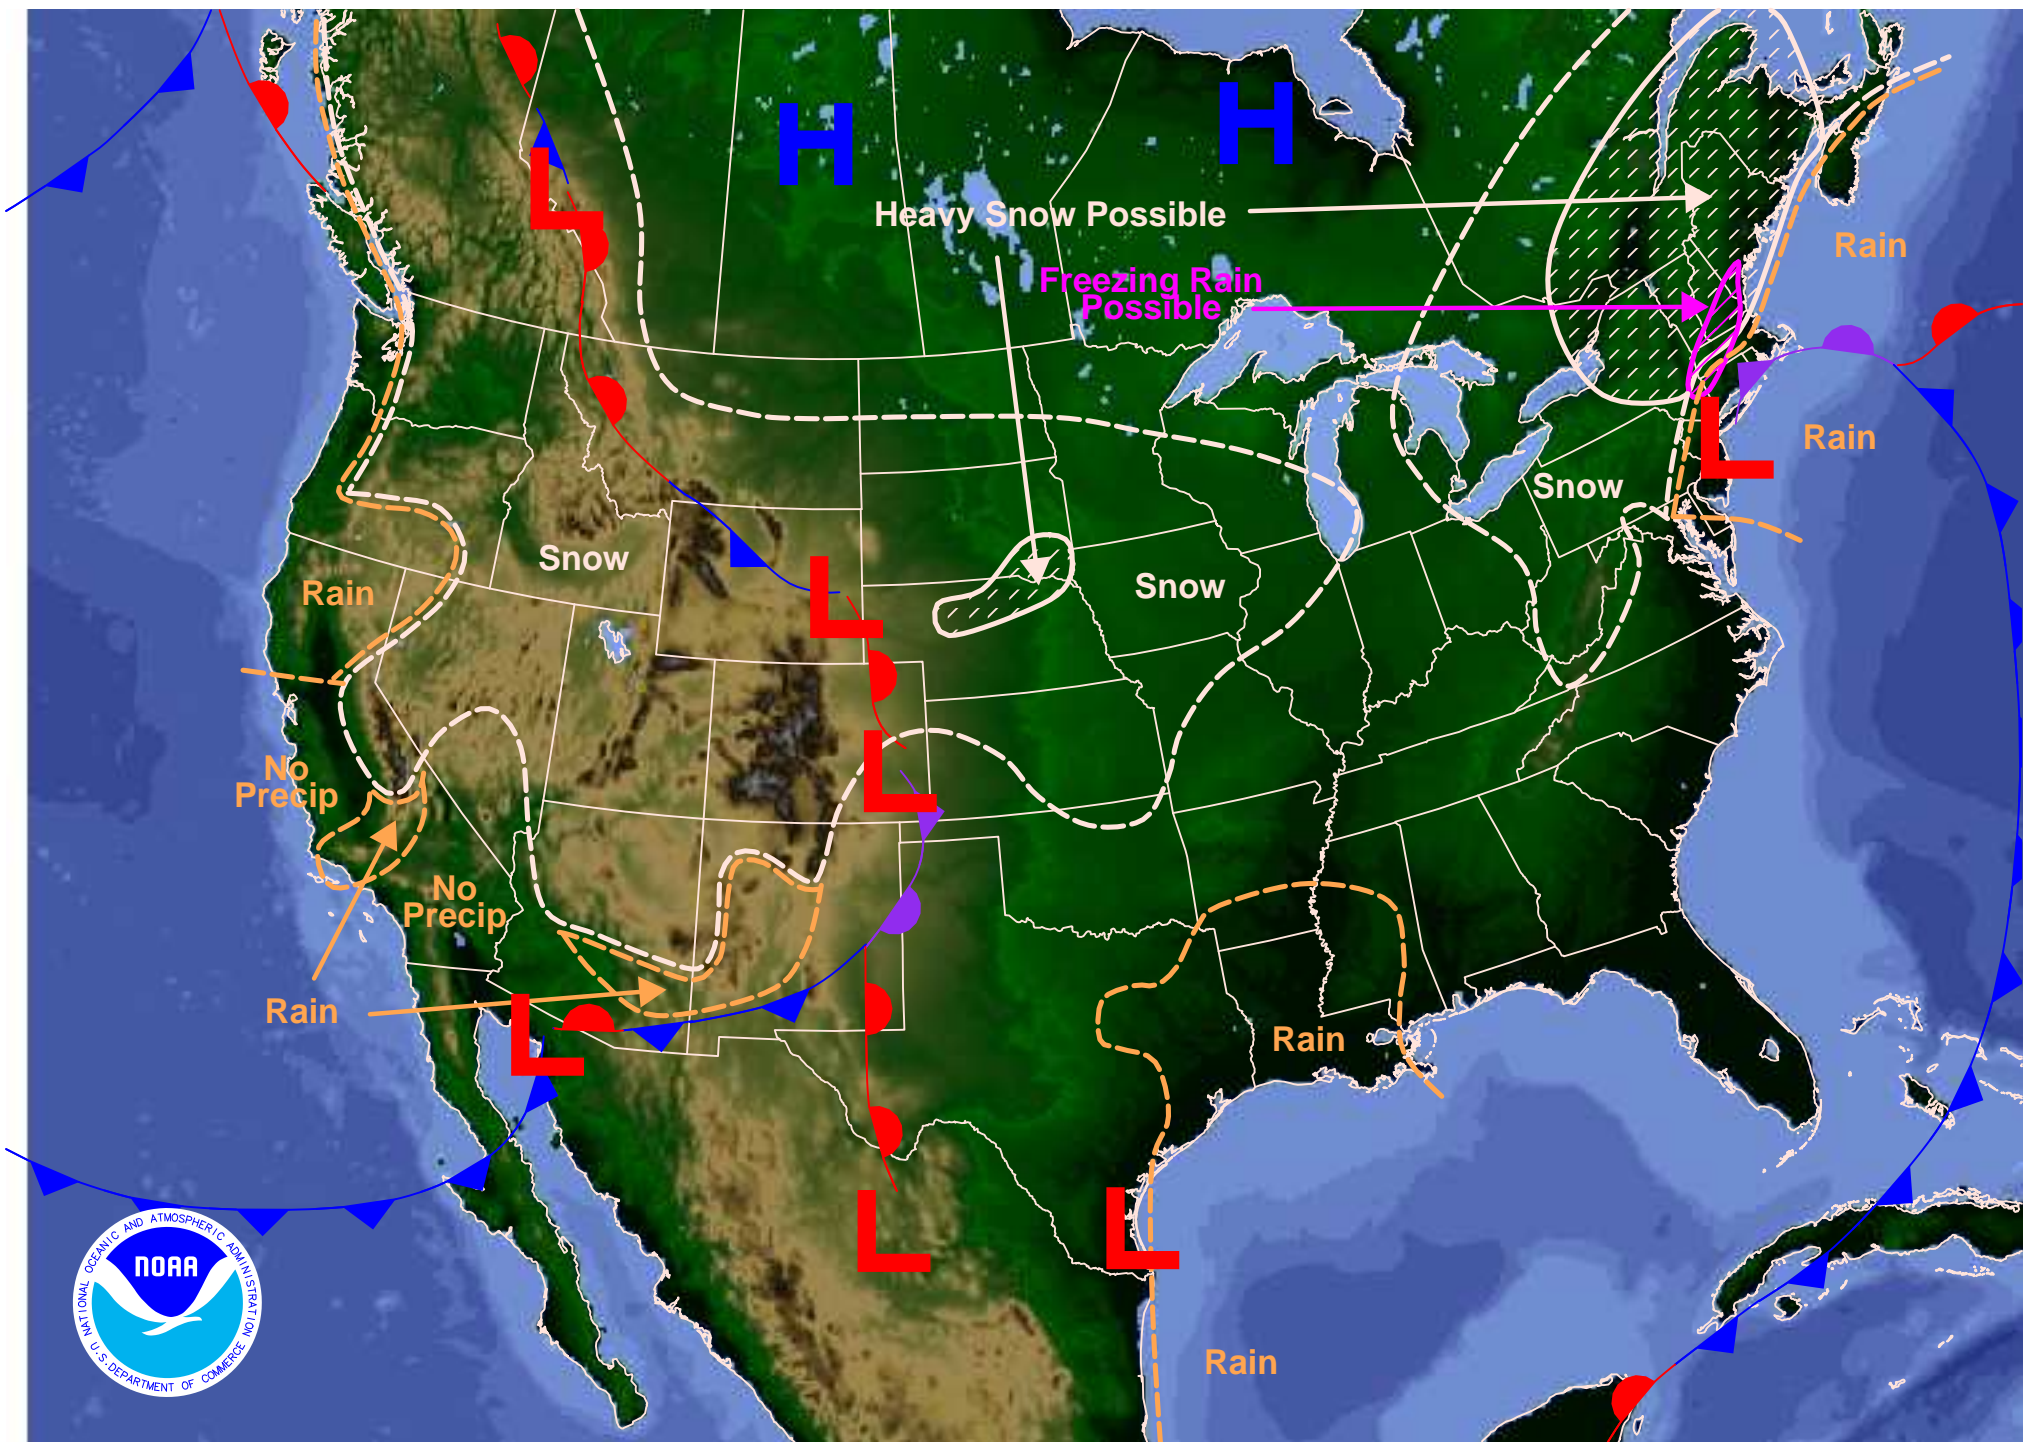 H
H
L
Heavy Snow Possible
Rain
Freezing Rain
Possible
Rain
L
Snow
Snow
Snow
Rain
L
No
Precip
L
No
Precip
Rain
L
Rain
L
L
Rain
NOAA
NATIONAL OCEANIC AND ATMOSPHERIC ADMINISTRATION
U.S. DEPARTMENT OF COMMERCE